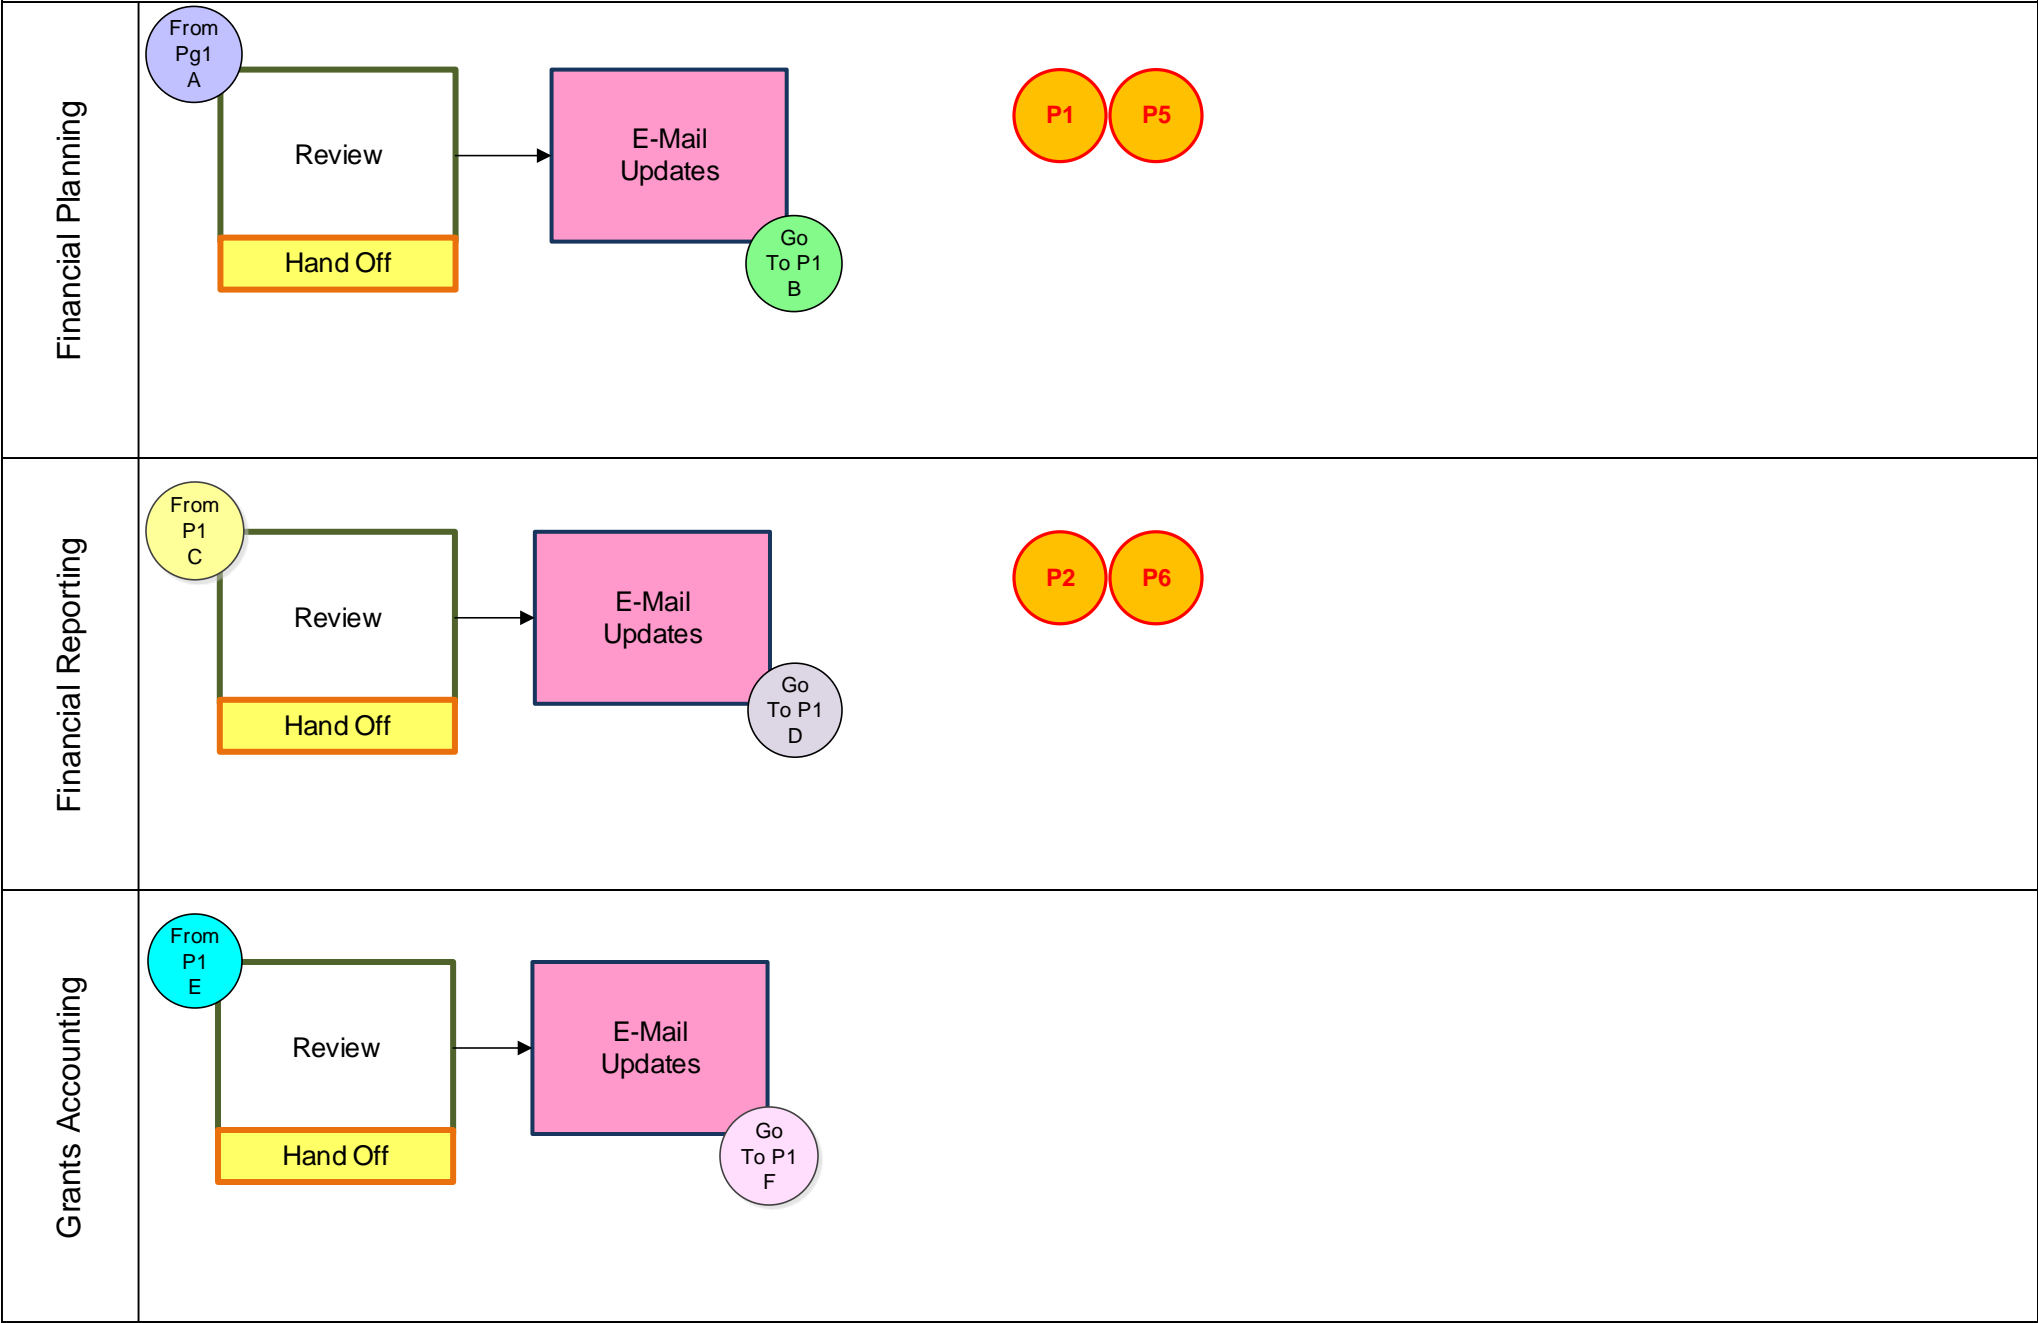 Financial Planning
From
Pg1
A
Review
Hand Off
E-Mail
Updates
Go
To P1
B
P1
P5
Financial Reporting
From
P1
C
Review
Hand Off
E-Mail
Updates
Go
To P1
D
P2
P6
Grants Accounting
From
P1
E
Review
Hand Off
E-Mail
Updates
Go
To P1
F